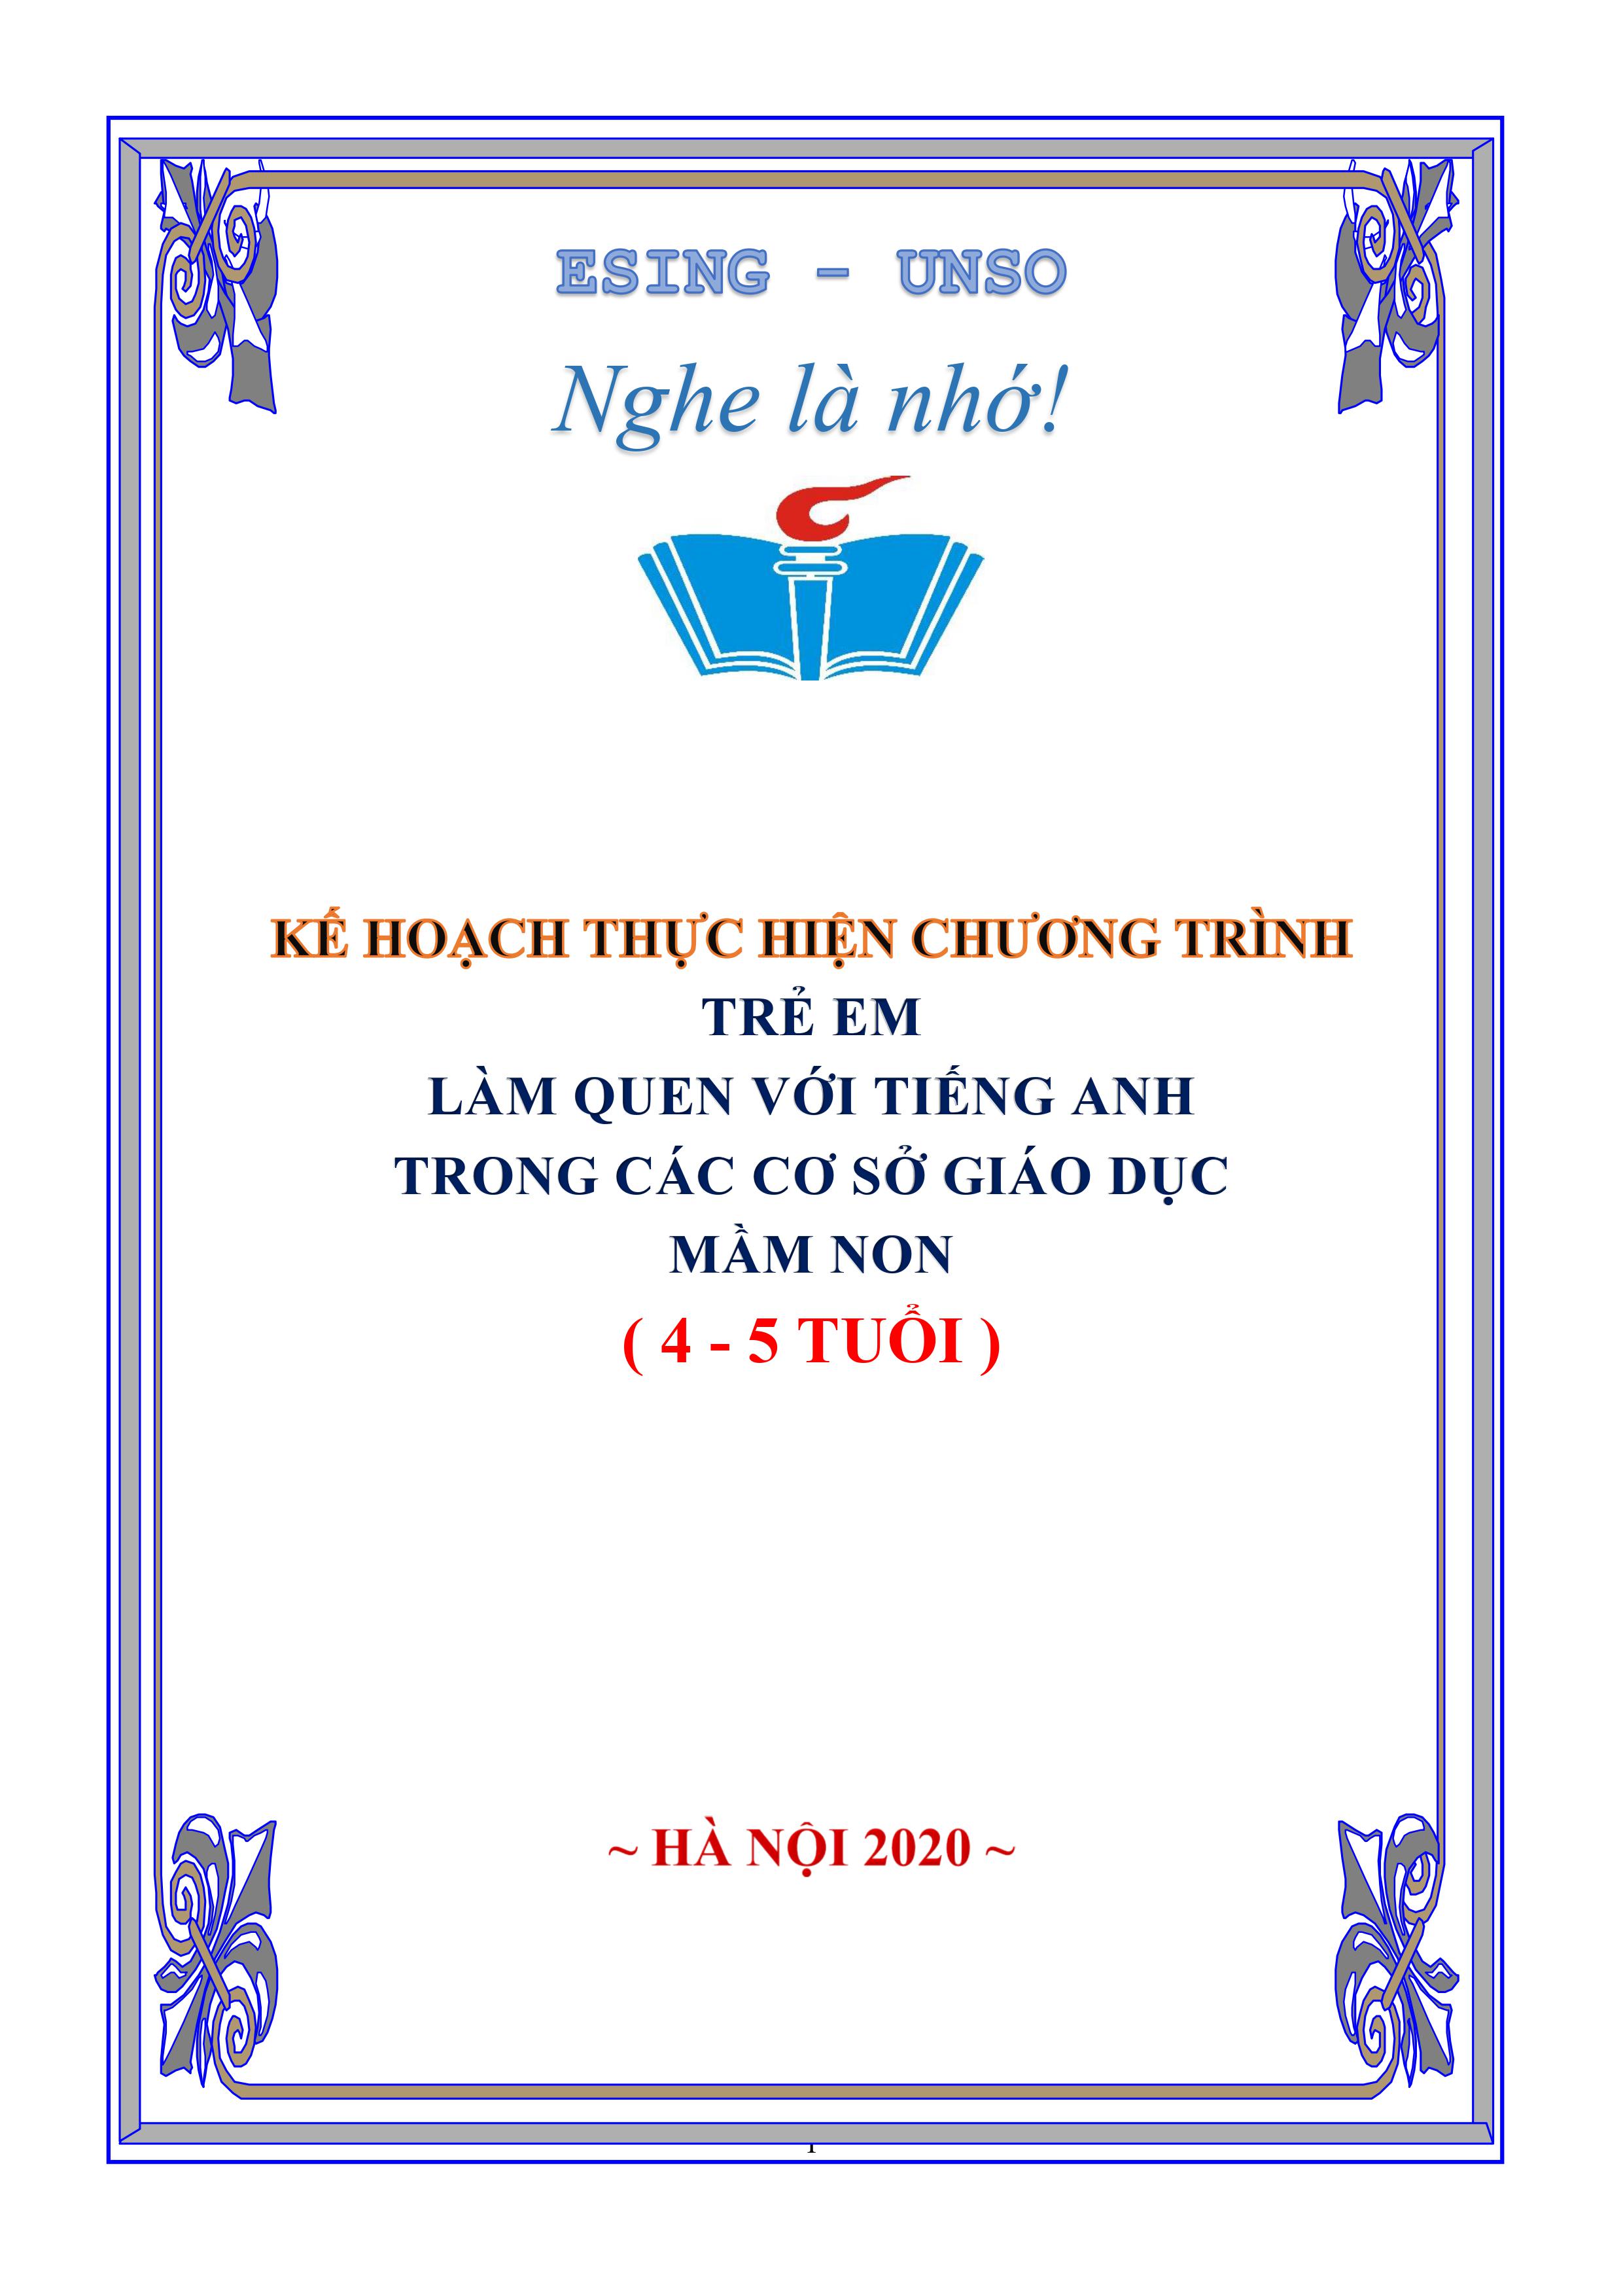 ESING - UNSO
Nghe là nhớ!
KẾ HOẠCH THỰC HIỆN CHƯƠNG TRÌNH
TRẺ EM
LÀM QUEN VỚI TIẾNG ANH
TRONG CÁC CƠ SỞ GIÁO DỤC
MẦM NON
( 4 - 5 TUỔI )
~ HÀ NỘI 2020 ~